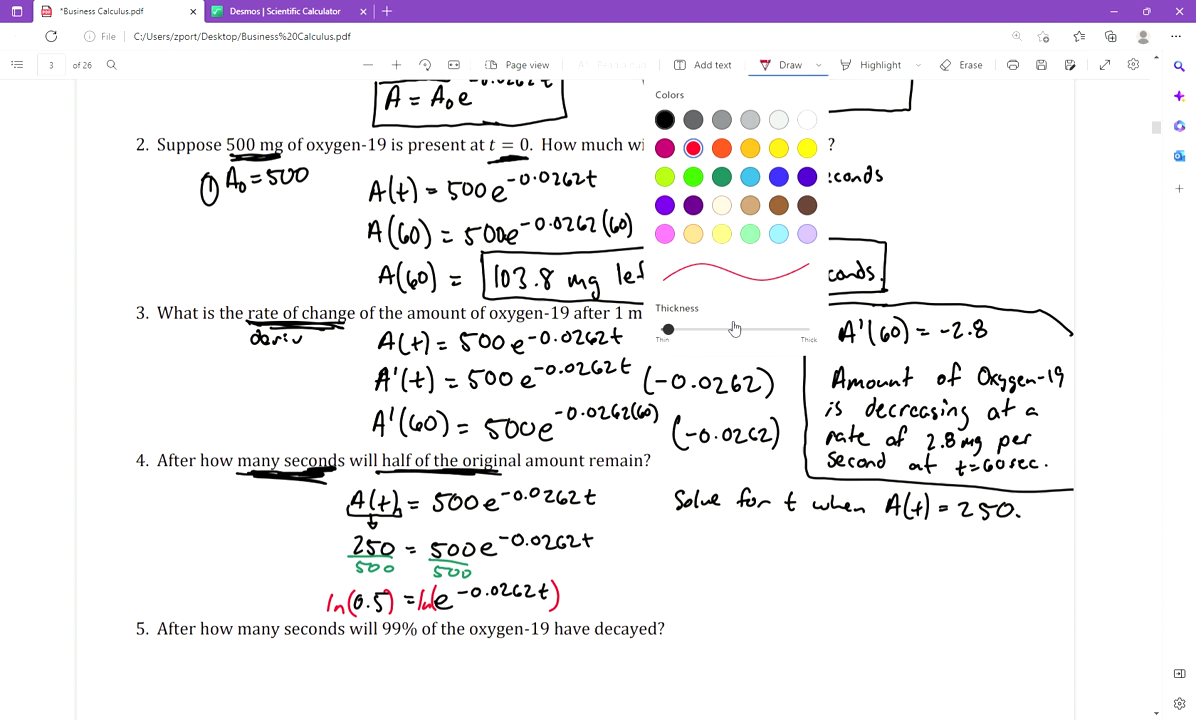 *Business Calculus.pdf
Desmos | Scientific Calculator
File
C:/Users/zport/Desktop/Business%20Calculus.pdf
3 of 26
Page view
Add text
Draw
Highlight
Erase
Colors
Thickness
Thin
Thick
A = A₀e
2. Suppose 500 mg of oxygen-19 is present at t = 0. How much wi ?
① A₀ = 500
A(t) = 500e^-0.0262t
conds
A(60) = 500e^-0.0262(60)
A(60) = 103.8 mg lef conds.
3. What is the rate of change of the amount of oxygen-19 after 1 m
deriv
A(t) = 500e^-0.0262t
A'(t) = 500e^-0.0262t (-0.0262)
A'(60) = 500e^-0.0262(60) (-0.0262)
A'(60) = -2.8
Amount of Oxygen-19
is decreasing at a
rate of 2.8mg per
second at t=60sec.
4. After how many seconds will half of the original amount remain?
A(t) = 500e^-0.0262t
Solve for t when A(t) = 250.
250 = 500e^-0.0262t
500 500
ln(0.5) = ln(e^-0.0262t)
5. After how many seconds will 99% of the oxygen-19 have decayed?